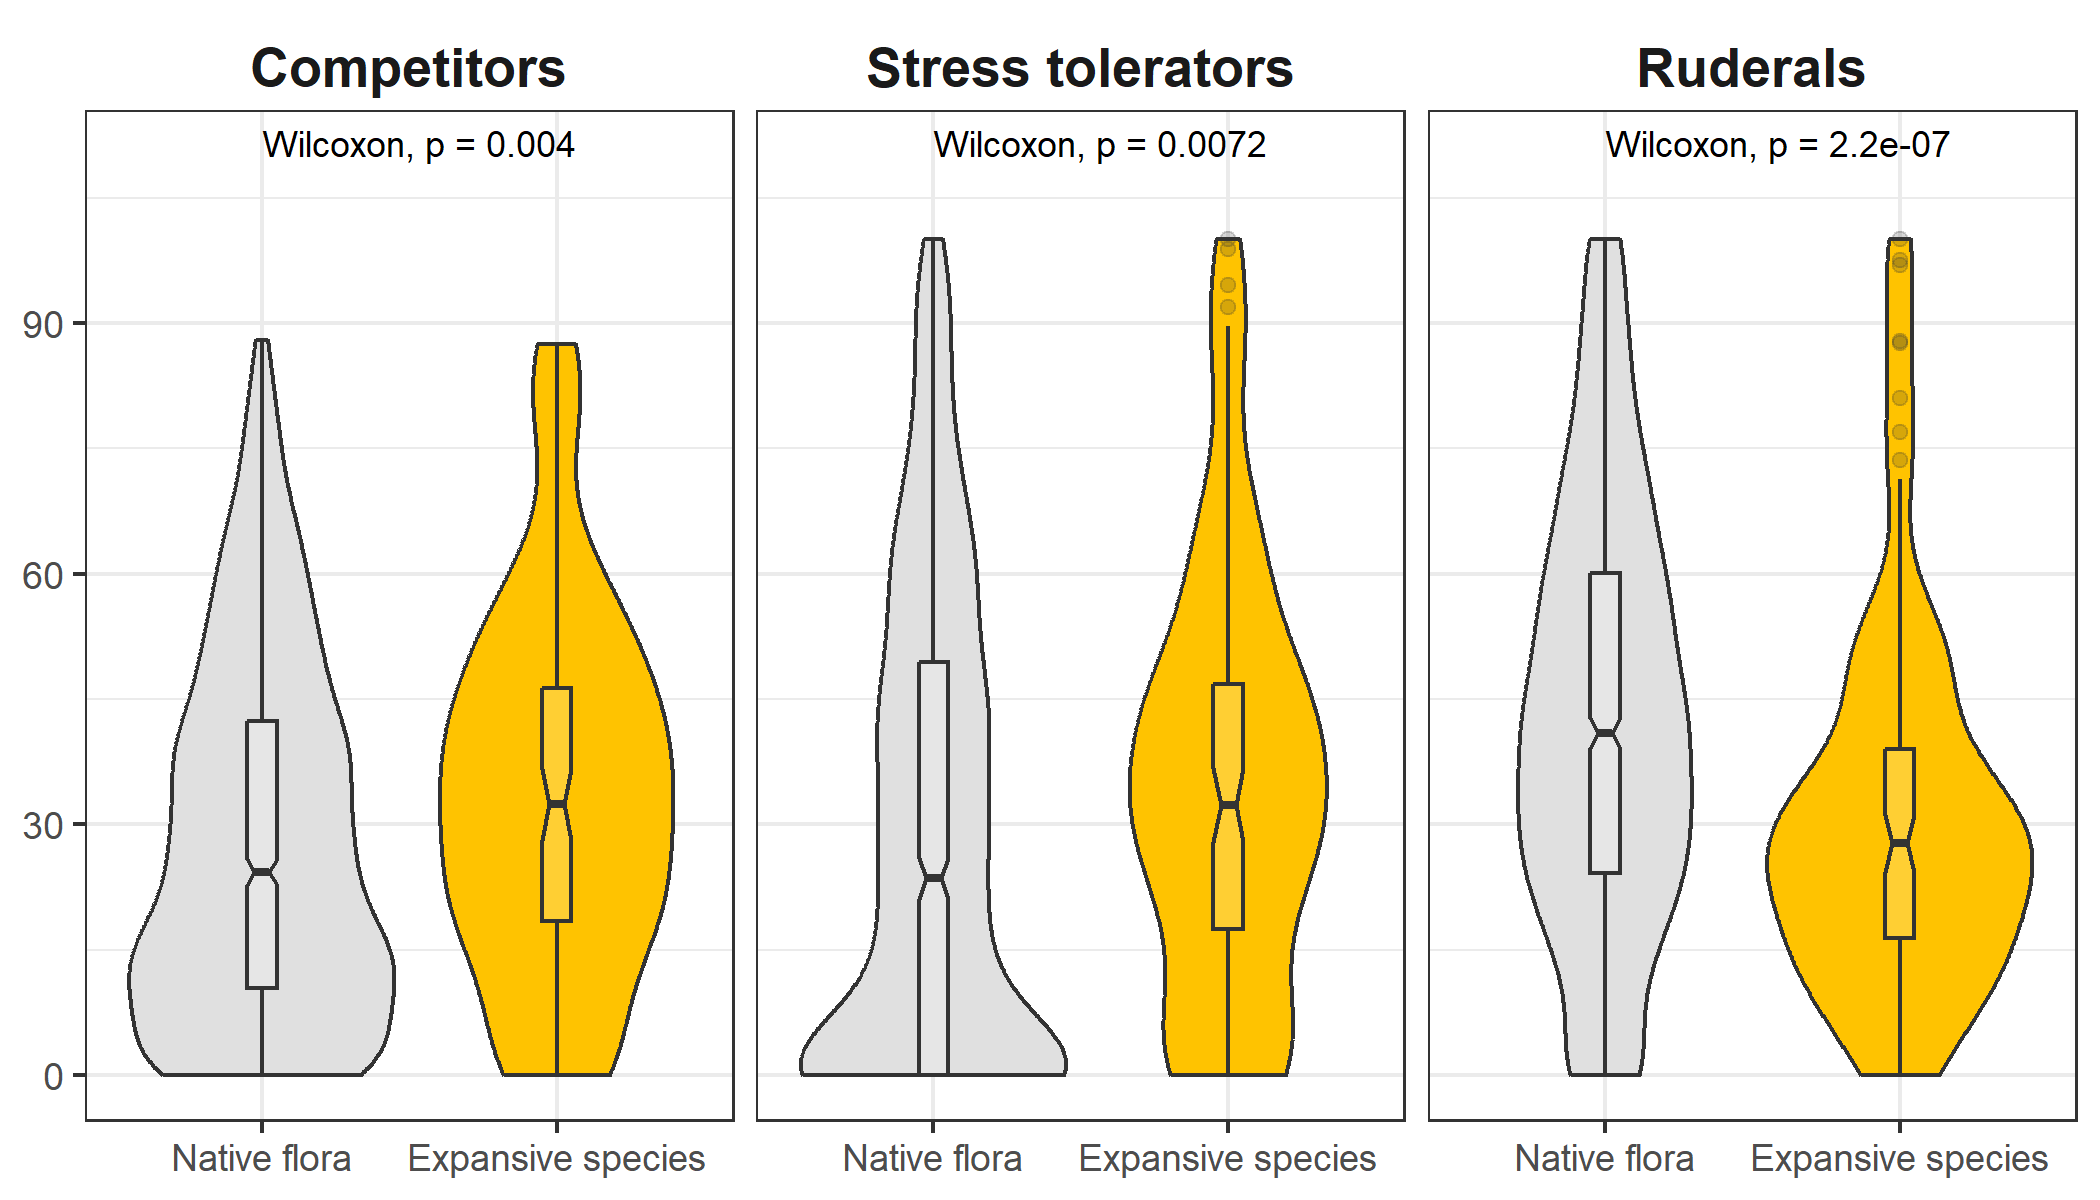 Competitors
Stress tolerators
Ruderals
Wilcoxon, p = 0.004
Wilcoxon, p = 0.0072
Wilcoxon, p = 2.2e-07
90
60
30
0
Native flora
Expansive species
Native flora
Expansive species
Native flora
Expansive species